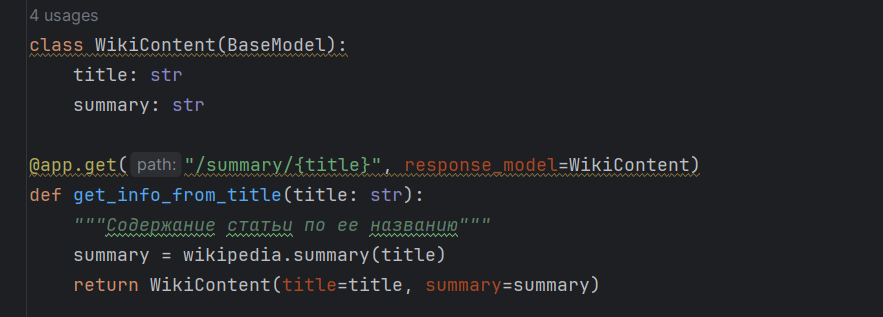 4 usages
class WikiContent(BaseModel):
    title: str
    summary: str
@app.get( path: "/summary/{title}", response_model=WikiContent)
def get_info_from_title(title: str):
    """Содержание статьи по ее названию"""
    summary = wikipedia.summary(title)
    return WikiContent(title=title, summary=summary)